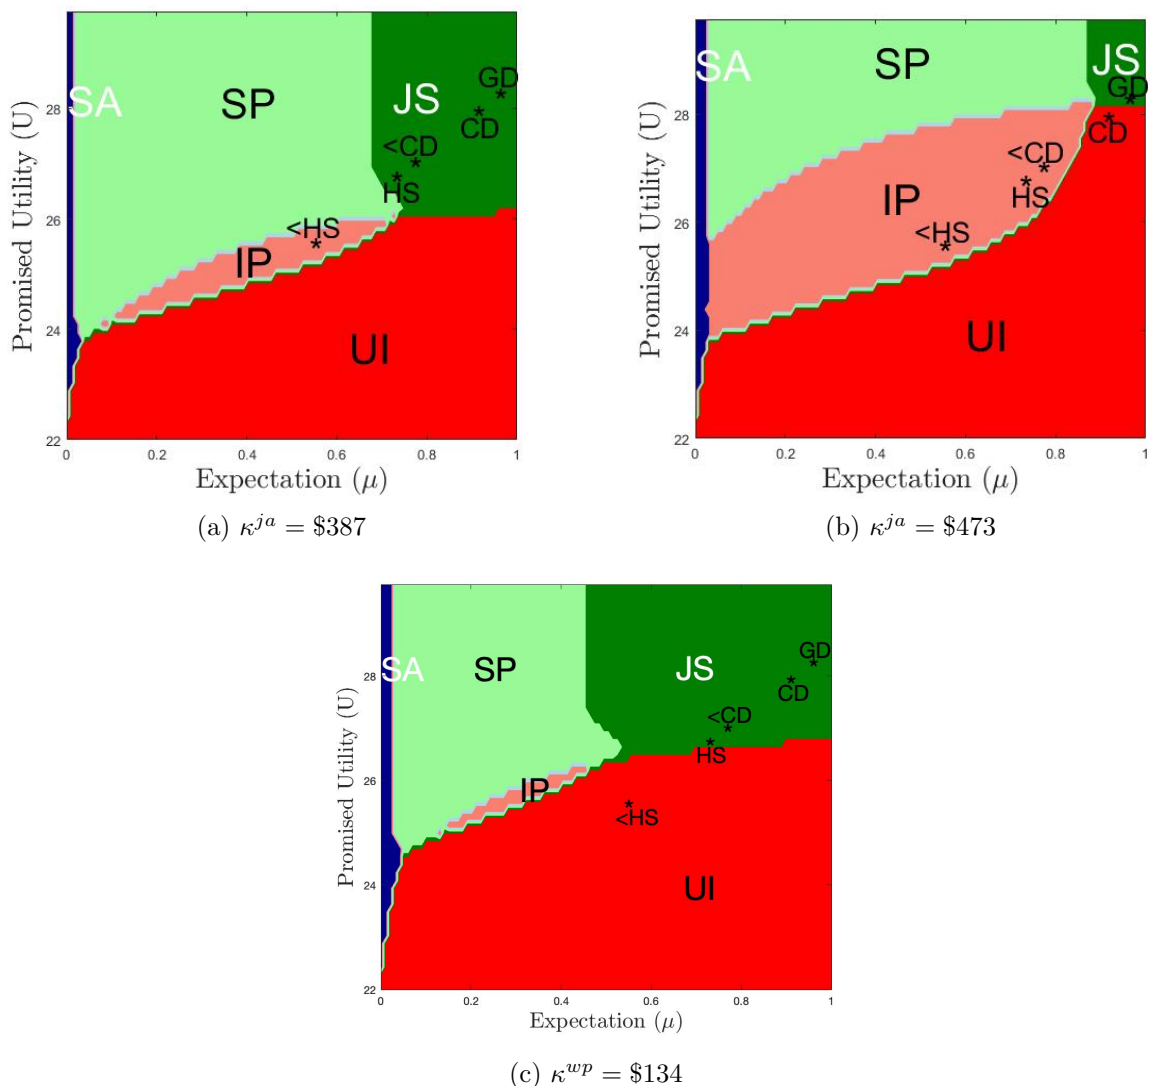 SA
SP
JS
GD
CD
<CD
HS
<HS
IP
UI
Promised Utility (U)
28
26
24
22
0
0.2
0.4
0.6
0.8
1
Expectation (μ)
(a) κ^{ja} = $387
SA
SP
JS
GD
CD
<CD
HS
IP
<HS
UI
Promised Utility (U)
28
26
24
22
0
0.2
0.4
0.6
0.8
1
Expectation (μ)
(b) κ^{ja} = $473
SA
SP
JS
GD
CD
<CD
HS
IP
<HS
UI
Promised Utility (U)
28
26
24
22
0
0.2
0.4
0.6
0.8
1
Expectation (μ)
(c) κ^{wp} = $134